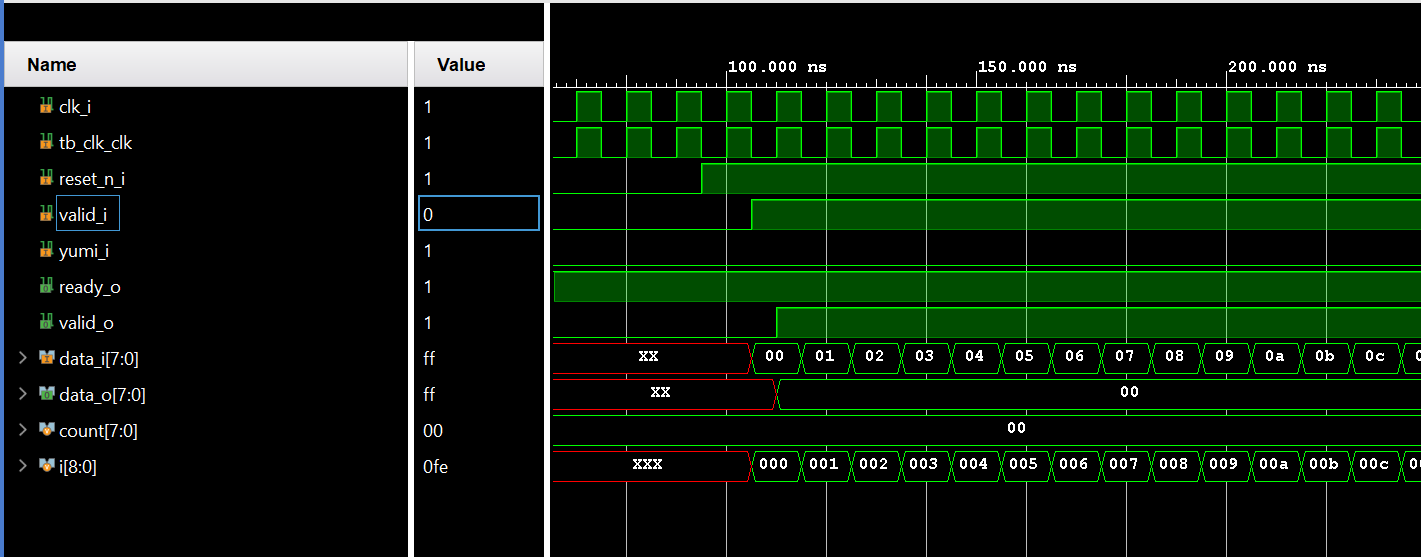 Name Value
100.000 ns 150.000 ns 200.000 ns
clk_i 1
tb_clk_clk 1
reset_n_i 1
valid_i 0
yumi_i 1
ready_o 1
valid_o 1
data_i[7:0] ff XX 00 01 02 03 04 05 06 07 08 09 0a 0b 0c
data_o[7:0] ff XX 00
count[7:0] 00 00
i[8:0] 0fe XXX 000 001 002 003 004 005 006 007 008 009 00a 00b 00c